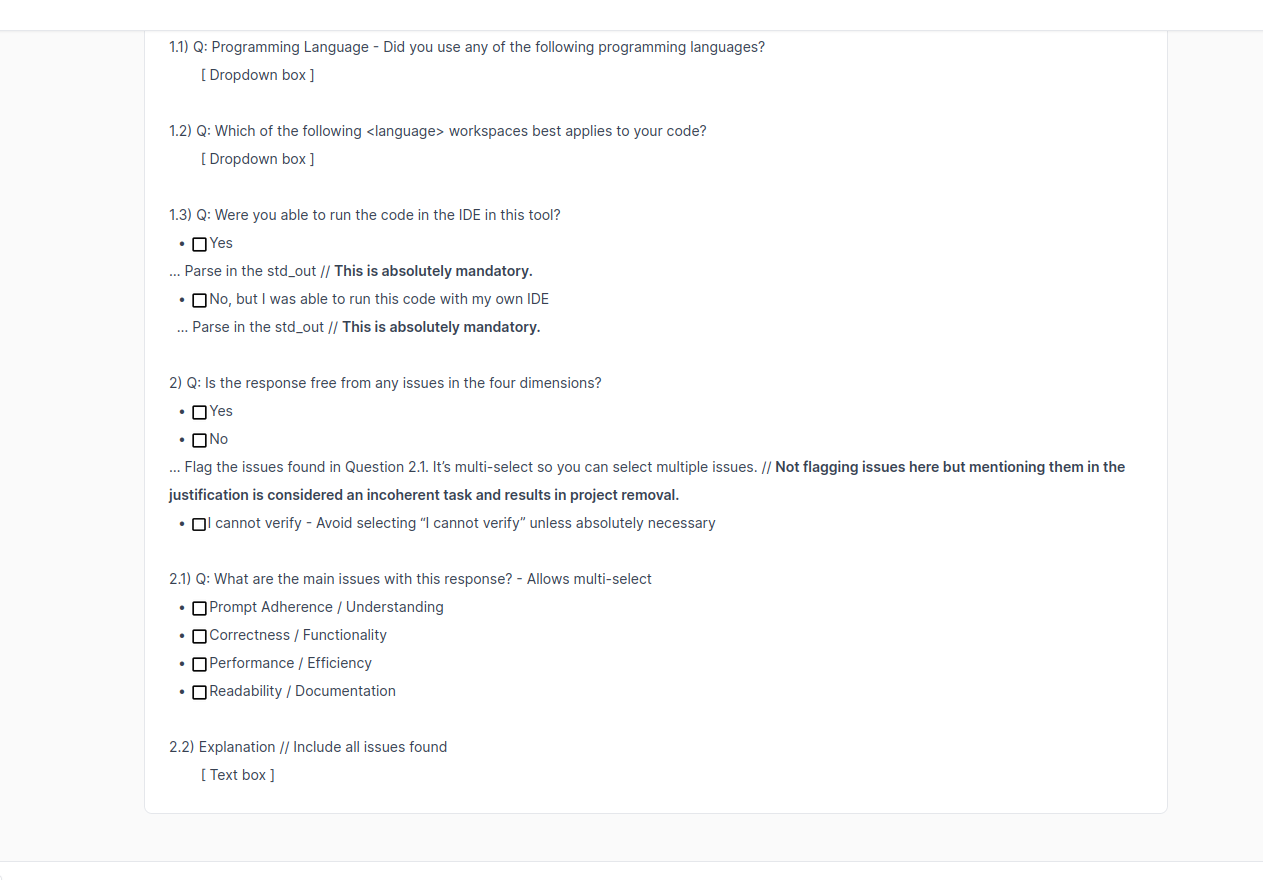 1.1) Q: Programming Language - Did you use any of the following programming languages?
[ Dropdown box ]
1.2) Q: Which of the following <language> workspaces best applies to your code?
[ Dropdown box ]
1.3) Q: Were you able to run the code in the IDE in this tool?
• Yes
... Parse in the std_out // This is absolutely mandatory.
• No, but I was able to run this code with my own IDE
... Parse in the std_out // This is absolutely mandatory.
2) Q: Is the response free from any issues in the four dimensions?
• Yes
• No
... Flag the issues found in Question 2.1. It’s multi-select so you can select multiple issues. // Not flagging issues here but mentioning them in the
justification is considered an incoherent task and results in project removal.
• I cannot verify - Avoid selecting “I cannot verify” unless absolutely necessary
2.1) Q: What are the main issues with this response? - Allows multi-select
• Prompt Adherence / Understanding
• Correctness / Functionality
• Performance / Efficiency
• Readability / Documentation
2.2) Explanation // Include all issues found
[ Text box ]